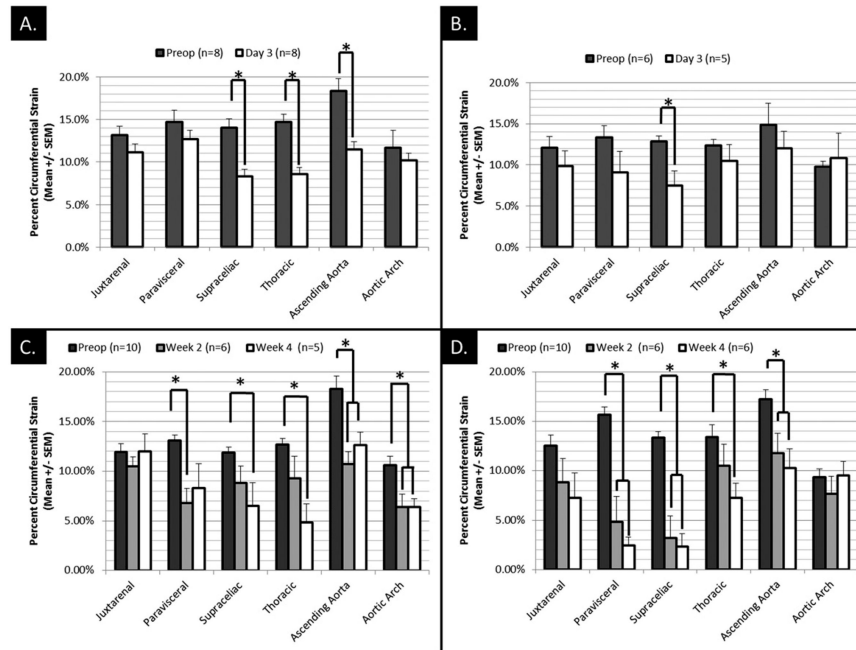 A.
Preop (n=8) Day 3 (n=8)
Percent Circumferential Strain
(Mean +/- SEM)
20.0%
15.0%
10.0%
5.0%
0.0%
*
*
*
Juxtarenal
Paravisceral
Supraceliac
Thoracic
Ascending Aorta
Aortic Arch
B.
Preop (n=6) Day 3 (n=5)
Percent Circumferential Strain
(Mean +/- SEM)
20.0%
15.0%
10.0%
5.0%
0.0%
*
Juxtarenal
Paravisceral
Supraceliac
Thoracic
Ascending Aorta
Aortic Arch
C.
Preop (n=10) Week 2 (n=6) Week 4 (n=5)
Percent Circumferential Strain
(Mean +/- SEM)
20.00%
15.00%
10.00%
5.00%
0.00%
*
*
*
*
*
Juxtarenal
Paravisceral
Supraceliac
Thoracic
Ascending Aorta
Aortic Arch
D.
Preop (n=10) Week 2 (n=6) Week 4 (n=6)
Percent Circumferential Strain
(Mean +/- SEM)
20.00%
15.00%
10.00%
5.00%
0.00%
*
*
*
*
Juxtarenal
Paravisceral
Supraceliac
Thoracic
Ascending Aorta
Aortic Arch